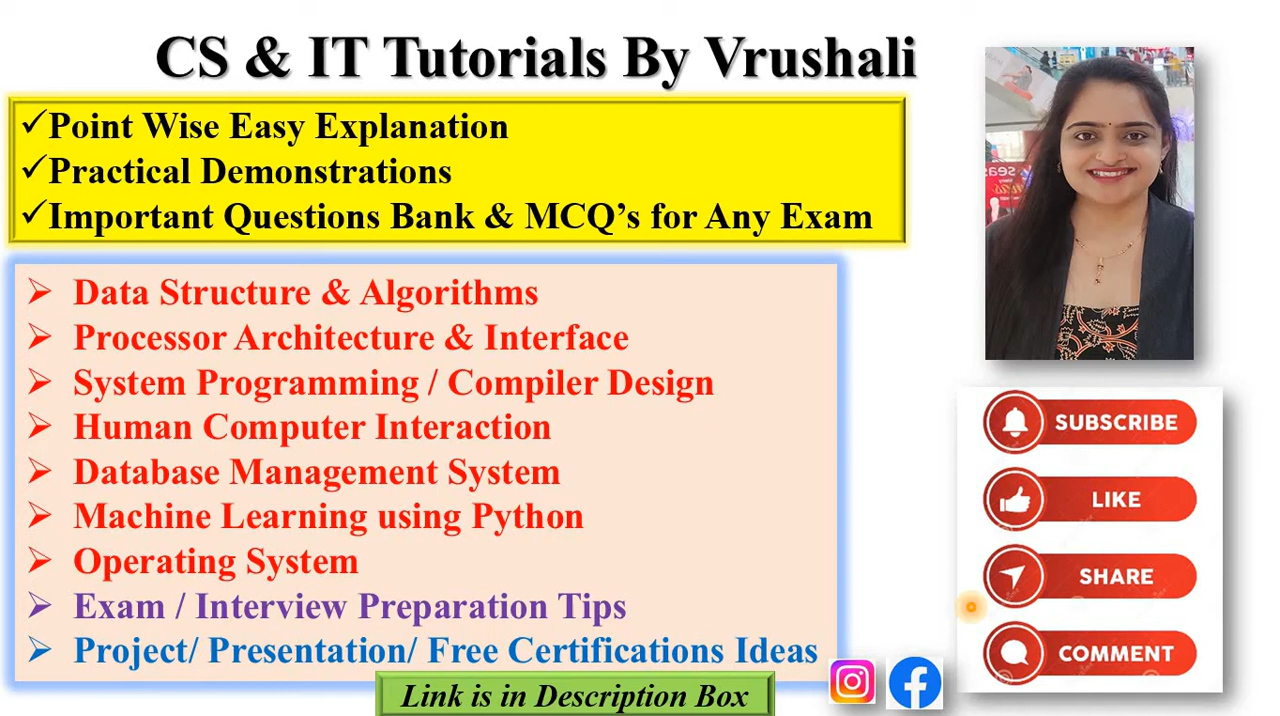 CS & IT Tutorials By Vrushali
✓Point Wise Easy Explanation
✓Practical Demonstrations
✓Important Questions Bank & MCQ’s for Any Exam
➢ Data Structure & Algorithms
➢ Processor Architecture & Interface
➢ System Programming / Compiler Design
➢ Human Computer Interaction
➢ Database Management System
➢ Machine Learning using Python
➢ Operating System
➢ Exam / Interview Preparation Tips
➢ Project/ Presentation/ Free Certifications Ideas
Link is in Description Box
SUBSCRIBE
LIKE
SHARE
COMMENT